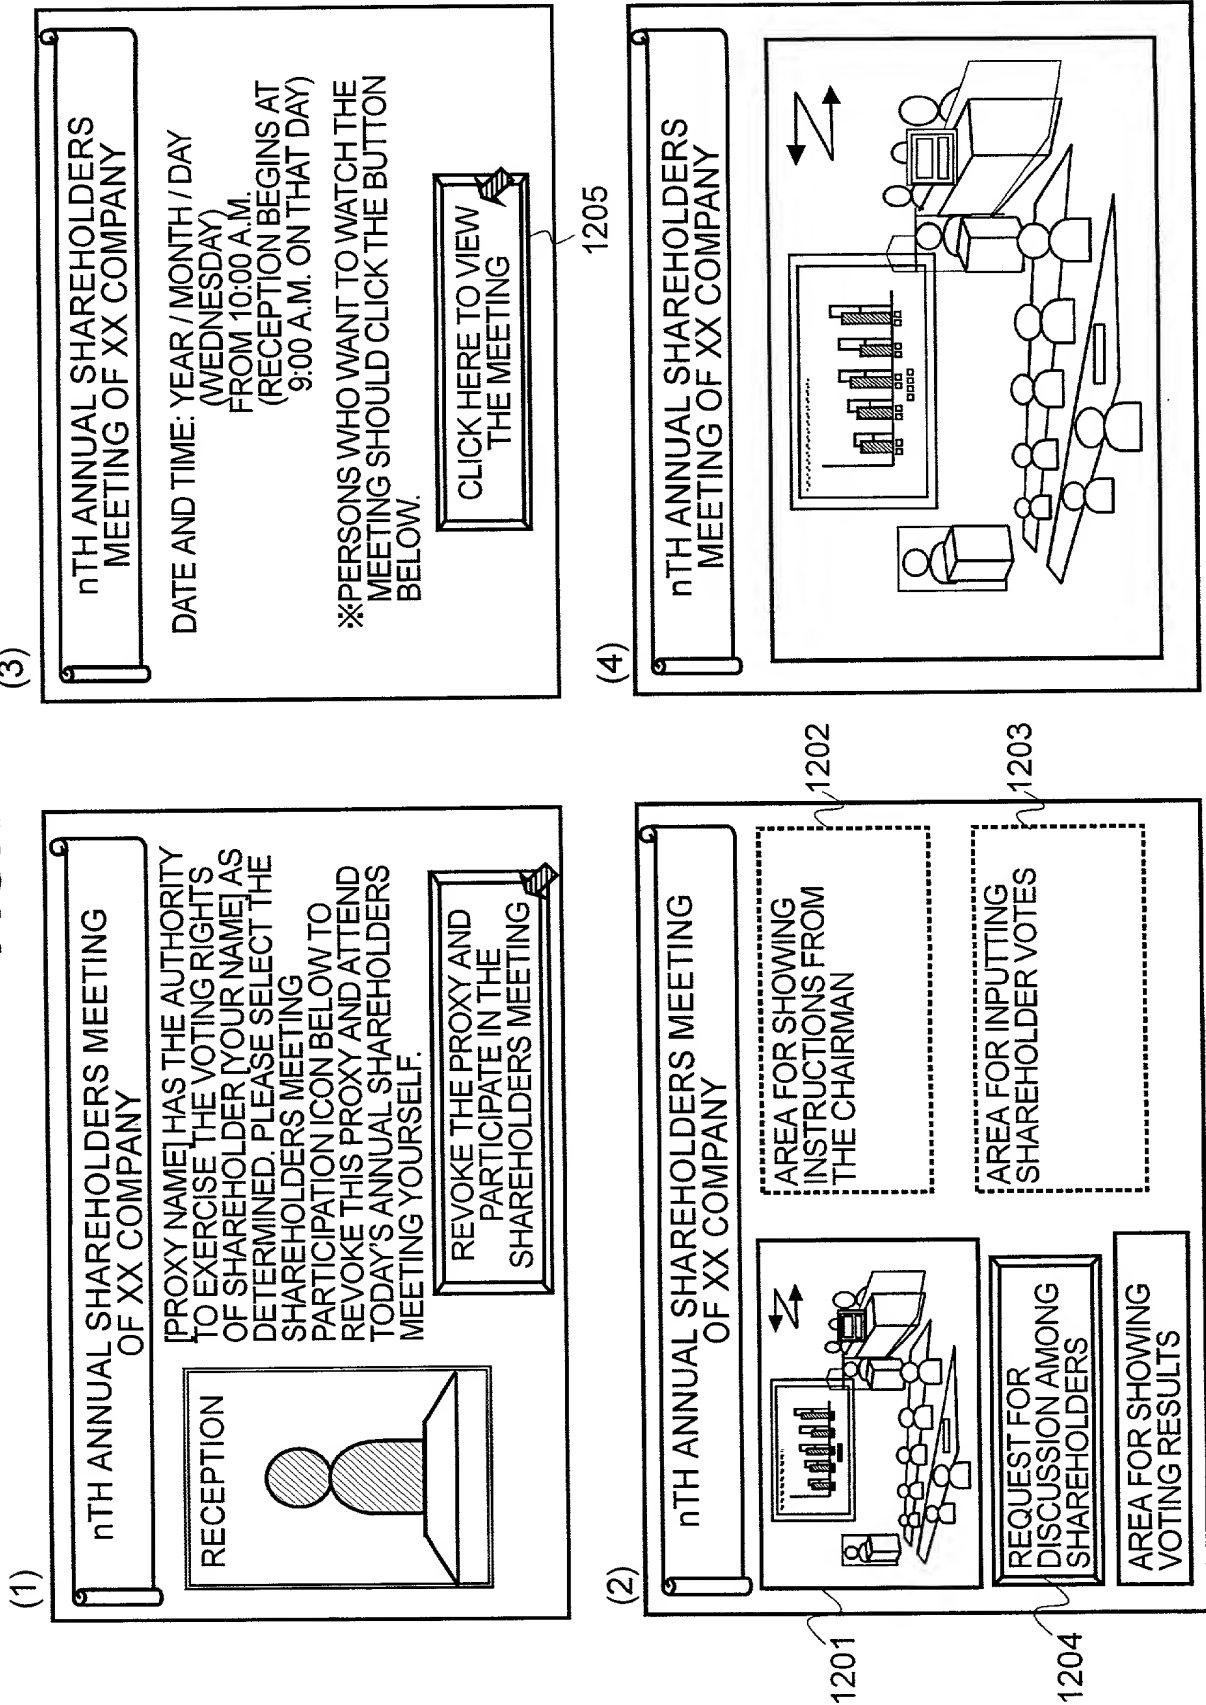 (1)
nTH ANNUAL SHAREHOLDERS MEETING
OF XX COMPANY
RECEPTION
[PROXY NAME] HAS THE AUTHORITY
TO EXERCISE THE VOTING RIGHTS
OF SHAREHOLDER [YOUR NAME] AS
DETERMINED. PLEASE SELECT THE
SHAREHOLDERS MEETING
PARTICIPATION ICON BELOW TO
REVOKE THIS PROXY AND ATTEND
TODAY'S ANNUAL SHAREHOLDERS
MEETING YOURSELF.
REVOKE THE PROXY AND
PARTICIPATE IN THE
SHAREHOLDERS MEETING
(2)
nTH ANNUAL SHAREHOLDERS MEETING
OF XX COMPANY
1201
AREA FOR SHOWING
INSTRUCTIONS FROM
THE CHAIRMAN
1202
REQUEST FOR
DISCUSSION AMONG
SHAREHOLDERS
1204
AREA FOR INPUTTING
SHAREHOLDER VOTES
1203
AREA FOR SHOWING
VOTING RESULTS
(3)
nTH ANNUAL SHAREHOLDERS
MEETING OF XX COMPANY
DATE AND TIME: YEAR / MONTH / DAY
(WEDNESDAY)
FROM 10:00 A.M.
(RECEPTION BEGINS AT
9:00 A.M. ON THAT DAY)
※PERSONS WHO WANT TO WATCH THE
MEETING SHOULD CLICK THE BUTTON
BELOW.
CLICK HERE TO VIEW
THE MEETING
1205
(4)
nTH ANNUAL SHAREHOLDERS
MEETING OF XX COMPANY